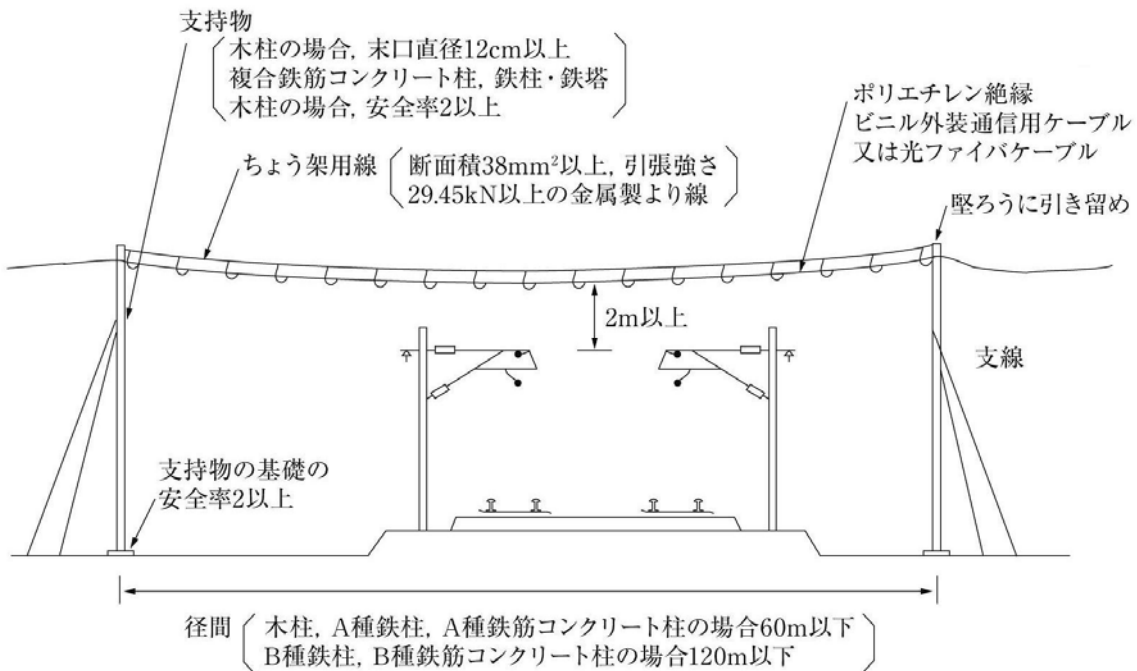 支持物
木柱の場合, 末口直径12cm以上
複合鉄筋コンクリート柱, 鉄柱・鉄塔
木柱の場合, 安全率2以上
ポリエチレン絶縁
ビニル外装通信用ケーブル
又は光ファイバケーブル
ちょう架用線
断面積38mm²以上, 引張強さ
29.45kN以上の金属製より線
堅ろうに引き留め
2m以上
支線
支持物の基礎の
安全率2以上
径間
木柱, A種鉄柱, A種鉄筋コンクリート柱の場合60m以下
B種鉄柱, B種鉄筋コンクリート柱の場合120m以下